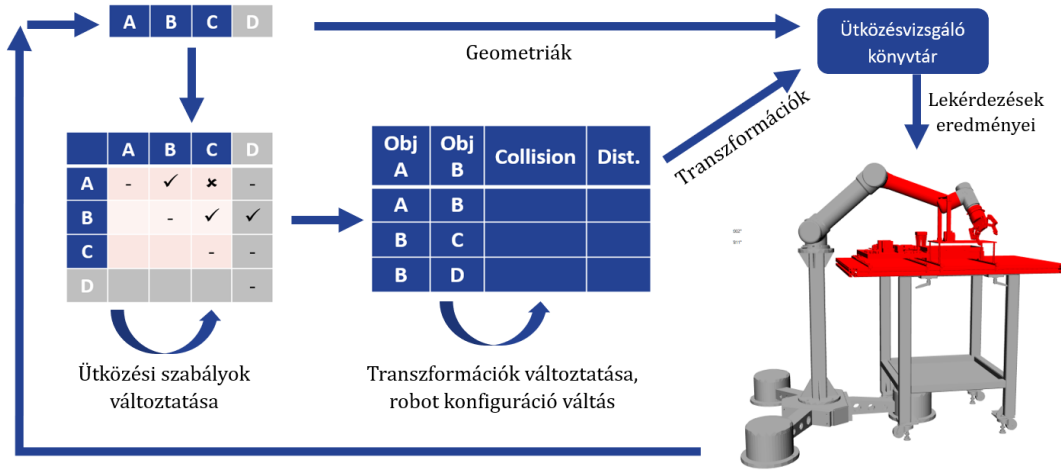 A B C D
Geometriák
Ütközésvizsgáló
könyvtár
Transzformációk
Lekérdezések
eredményei
A B C D
A - ✓ × -
B - ✓ ✓
C - -
D -
Obj A Obj B Collision Dist.
A B
B C
B D
Ütközési szabályok
változtatása
Transzformációk változtatása,
robot konfiguráció váltás